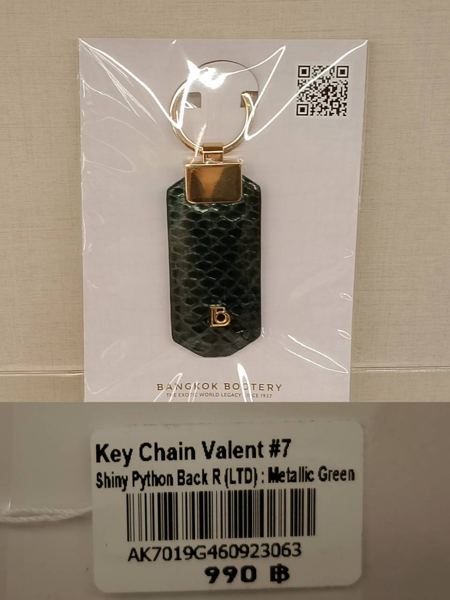 B
BANGKOK BOOTERY
THE EXOTIC WORLD LEGACY SINCE 1937
Key Chain Valent #7
Shiny Python Back R (LTD) : Metallic Green
AK7019G460923063
990 ฿